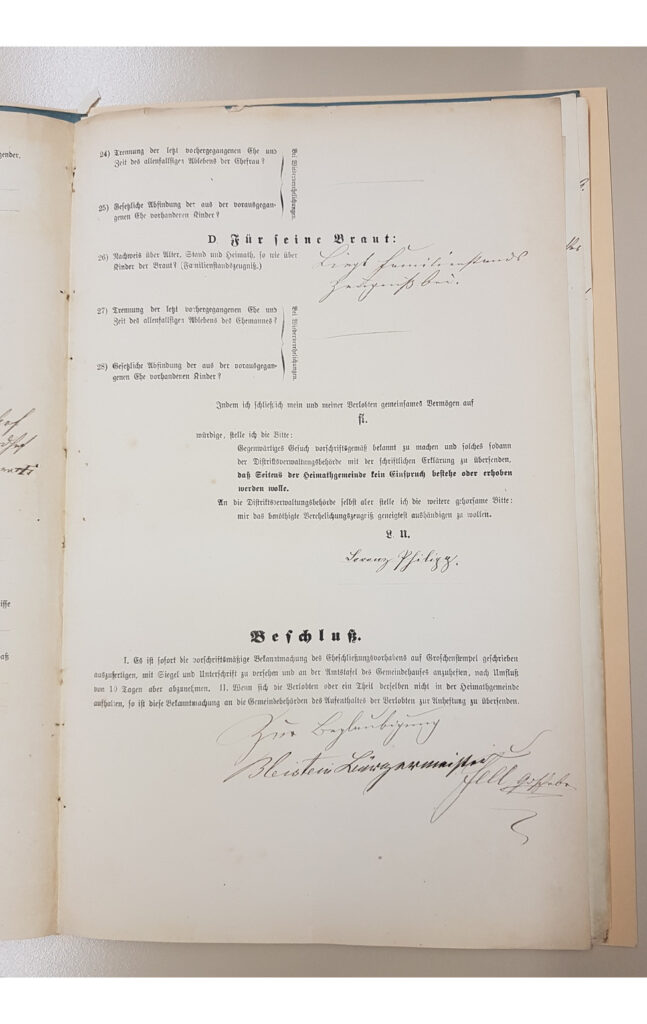 24) Trennung der letzt vorhergegangenen Ehe und
Zeit des allenfallsigen Ablebens der Ehefrau?
Bei Wiederverehelichungen.
25) Gesetzliche Abfindung der aus der vorausgegan-
genen Ehe vorhanderen Kinder?
D. Für seine Braut:
26) Nachweis über Alter, Stand und Heimath, so wie über
Kinder der Braut? (Familienstandszeugniß.)
Liegt Familienstands
Zeugniß bei.
27) Trennung der letzt vorhergegangenen Ehe und
Zeit des allenfallsigen Ablebens des Ehemannes?
Bei Wiederverehelichungen.
28) Gesetzliche Abfindung der aus der vorausgegan-
genen Ehe vorhandenen Kinder?
Indem ich schließlich mein und meiner Verlobten gemeinsames Vermögen auf
fl.
würdige, stelle ich die Bitte:
Gegenwärtiges Gesuch vorschriftsgemäß bekannt zu machen und solches sodann
der Distriktsverwaltungsbehörde mit der schriftlichen Erklärung zu übersenden,
daß Seitens der Heimathgemeinde kein Einspruch bestehe oder erhoben
werden wolle.
An die Distriktsverwaltungsbehörde selbst aber stelle ich die weitere gehorsame Bitte:
mir das benöthigte Verehelichungszeugniß geneigtest aushändigen zu wollen.
L. U.
Lorenz Philipp.
Beschluß.
I. Es ist sofort die vorschriftsmäßige Bekanntmachung des Eheschließungsvorhabens auf Groschenstempel geschrieben
auszufertigen, mit Siegel und Unterschrift zu versehen und an der Amtstafel des Gemeindehauses anzuheften, nach Umfluß
von 10 Tagen aber abzunehmen. II. Wenn sich die Verlobten oder ein Theil derselben nicht in der Heimathgemeinde
aufhalten, so ist diese Bekanntmachung an die Gemeindebehörden des Aufenthaltes der Verlobten zur Anheftung zu übersenden.
Zur Beglaubigung
Bleistein Bürgermeister